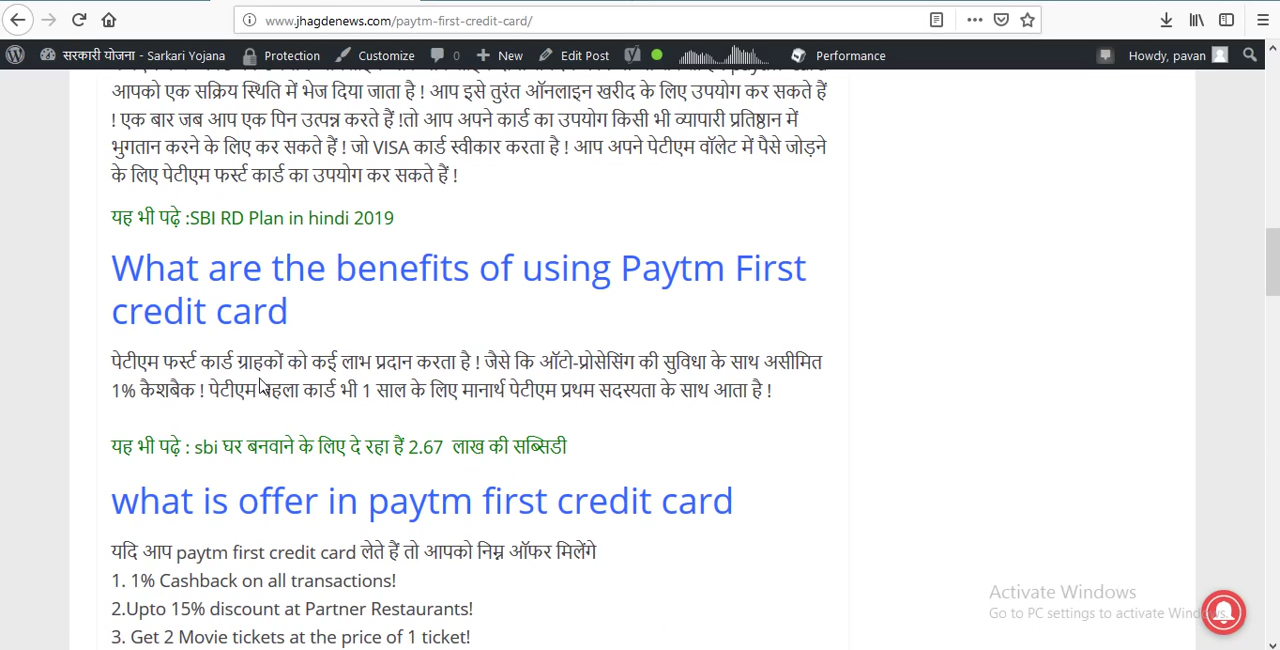 www.jhagdenews.com/paytm-first-credit-card/
सरकारी योजना - Sarkari Yojana Protection Customize 0 New Edit Post Performance Howdy, pavan
आपको एक सक्रिय स्थिति में भेज दिया जाता है ! आप इसे तुरंत ऑनलाइन खरीद के लिए उपयोग कर सकते हैं
! एक बार जब आप एक पिन उत्पन्न करते हैं !तो आप अपने कार्ड का उपयोग किसी भी व्यापारी प्रतिष्ठान में
भुगतान करने के लिए कर सकते हैं ! जो VISA कार्ड स्वीकार करता है ! आप अपने पेटीएम वॉलेट में पैसे जोड़ने
के लिए पेटीएम फर्स्ट कार्ड का उपयोग कर सकते हैं !
यह भी पढ़े :SBI RD Plan in hindi 2019
What are the benefits of using Paytm First
credit card
पेटीएम फर्स्ट कार्ड ग्राहकों को कई लाभ प्रदान करता है ! जैसे कि ऑटो-प्रोसेसिंग की सुविधा के साथ असीमित
1% कैशबैक ! पेटीएम पहला कार्ड भी 1 साल के लिए मानार्थ पेटीएम प्रथम सदस्यता के साथ आता है !
यह भी पढ़े : sbi घर बनवाने के लिए दे रहा हैं 2.67 लाख की सब्सिडी
what is offer in paytm first credit card
यदि आप paytm first credit card लेते हैं तो आपको निम्न ऑफर मिलेंगे
1. 1% Cashback on all transactions!
2.Upto 15% discount at Partner Restaurants!
3. Get 2 Movie tickets at the price of 1 ticket!
Activate Windows
Go to PC settings to activate Windows.